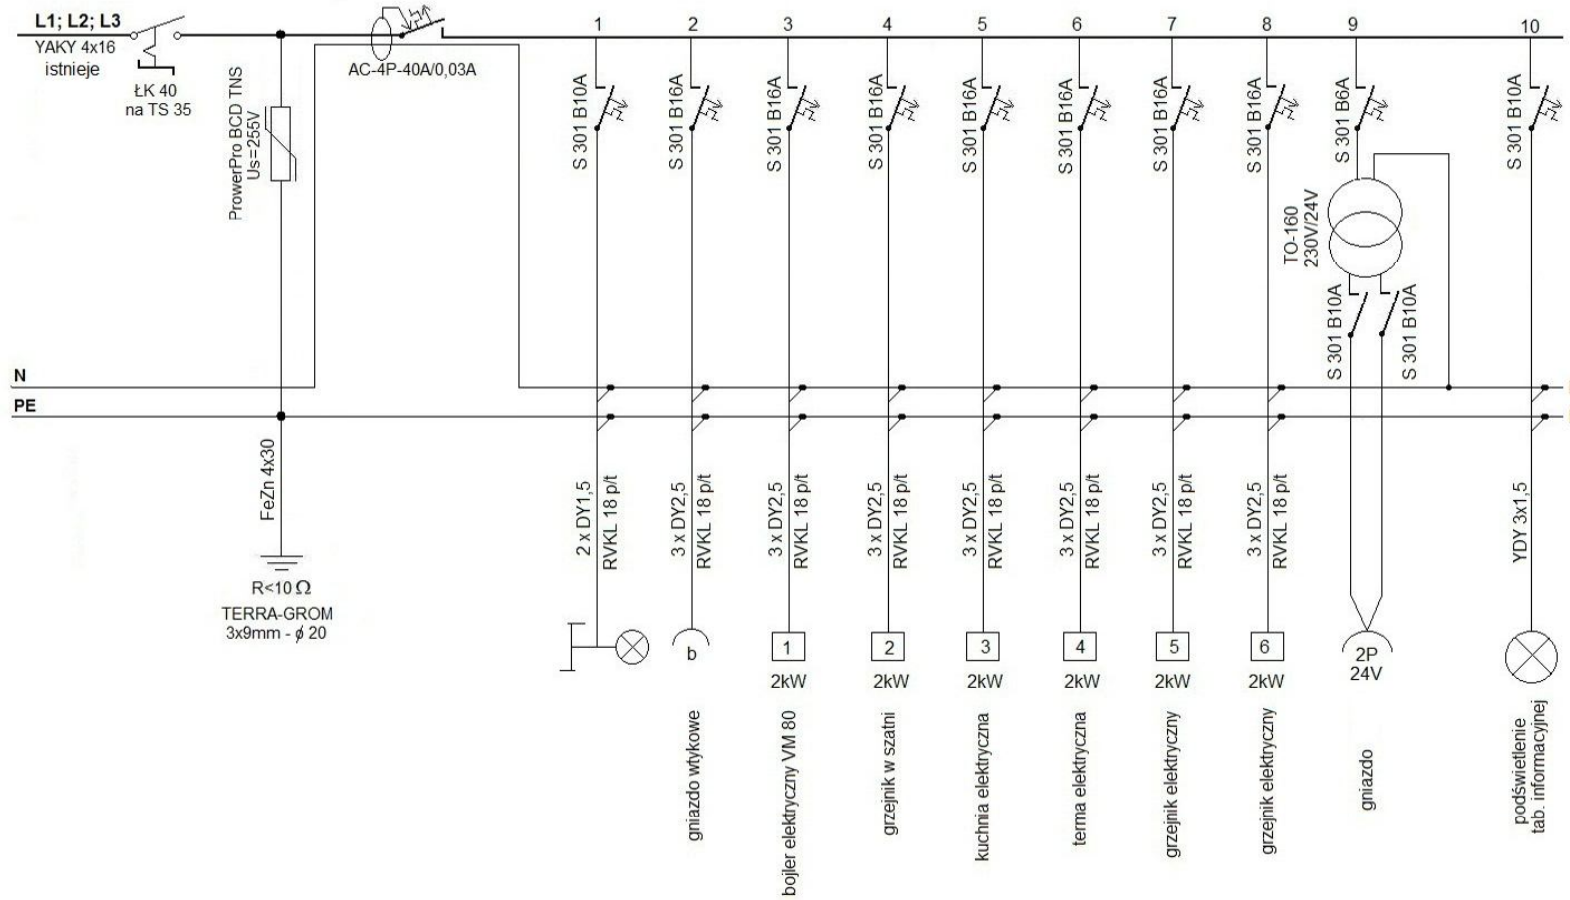 L1; L2; L3
YAKY 4x16
istnieje
ŁK 40
na TS 35
ProwerPro BCD TNS
Us=255V
AC-4P-40A/0,03A
1
2
3
4
5
6
7
8
9
10
S 301 B10A
S 301 B16A
S 301 B16A
S 301 B16A
S 301 B16A
S 301 B16A
S 301 B16A
S 301 B16A
S 301 B6A
S 301 B10A
TO-160
230V/24V
S 301 B10A
S 301 B10A
N
PE
FeZn 4x30
R<10 Ω
TERRA-GROM
3x9mm - ϕ 20
2 x DY1,5
RVKL 18 p/t
3 x DY2,5
RVKL 18 p/t
3 x DY2,5
RVKL 18 p/t
3 x DY2,5
RVKL 18 p/t
3 x DY2,5
RVKL 18 p/t
3 x DY2,5
RVKL 18 p/t
3 x DY2,5
RVKL 18 p/t
3 x DY2,5
RVKL 18 p/t
YDY 3x1,5
b
1
2
3
4
5
6
2P
24V
2kW
2kW
2kW
2kW
2kW
2kW
gniazdo wtykowe
bojler elektryczny VM 80
grzejnik w szatni
kuchnia elektryczna
terma elektryczna
grzejnik elektryczny
grzejnik elektryczny
gniazdo
podświetlenie
tab. informacyjnej